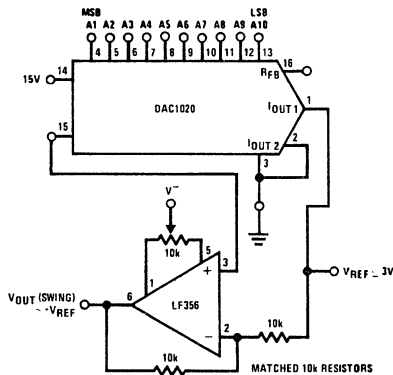 MSB LSB
A1 A2 A3 A4 A5 A6 A7 A8 A9 A10
4 5 6 7 8 9 10 11 12 13
16
RFB
15V 14
DAC1020
IOUT 1 1
15
IOUT 2 2
3
V−
10k
5
1
+ 3
VREF ≤ 3V
VOUT (SWING) 6 LF356
−VREF
− 2 10k
10k
MATCHED 10k RESISTORS